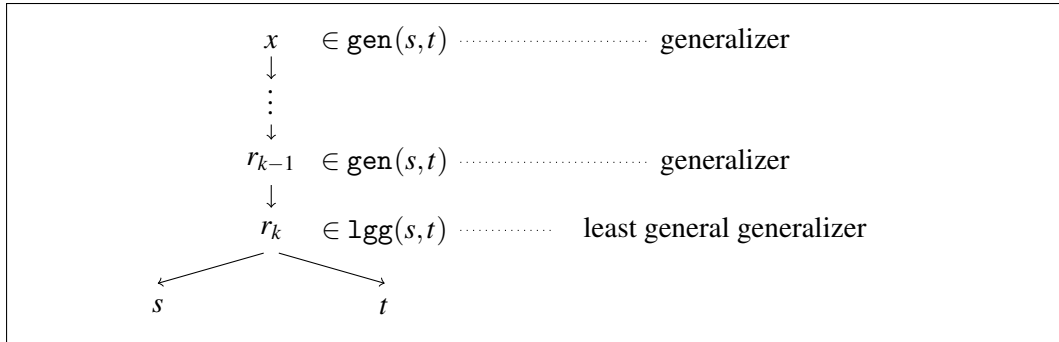 x ∈ gen(s,t) generalizer
⋮
r_{k−1} ∈ gen(s,t) generalizer
r_k ∈ lgg(s,t) least general generalizer
s t